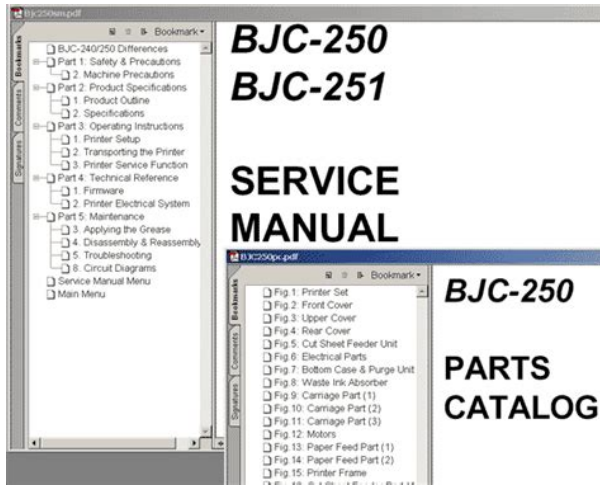 Bjc250sm.pdf
Bookmark
Bookmarks
Comments
Signatures
BJC-240/250 Differences
Part 1: Safety & Precautions
2. Machine Precautions
Part 2: Product Specifications
1. Product Outline
2. Specifications
Part 3: Operating Instructions
1. Printer Setup
2. Transporting the Printer
3. Printer Service Function
Part 4: Technical Reference
1. Firmware
2. Printer Electrical System
Part 5: Maintenance
3. Applying the Grease
4. Disassembly & Reassembly
5. Troubleshooting
8. Circuit Diagrams
Service Manual Menu
Main Menu
BJC-250
BJC-251
SERVICE
MANUAL
BJC250pc.pdf
Bookmark
Bookmarks
Comments
Signatures
Fig.1: Printer Set
Fig.2: Front Cover
Fig.3: Upper Cover
Fig.4: Rear Cover
Fig.5: Cut Sheet Feeder Unit
Fig.6: Electrical Parts
Fig.7: Bottom Case & Purge Unit
Fig.8: Waste Ink Absorber
Fig.9: Carriage Part (1)
Fig.10: Carriage Part (2)
Fig.11: Carriage Part (3)
Fig.12: Motors
Fig.13: Paper Feed Part (1)
Fig.14: Paper Feed Part (2)
Fig.15: Printer Frame
BJC-250
PARTS
CATALOG